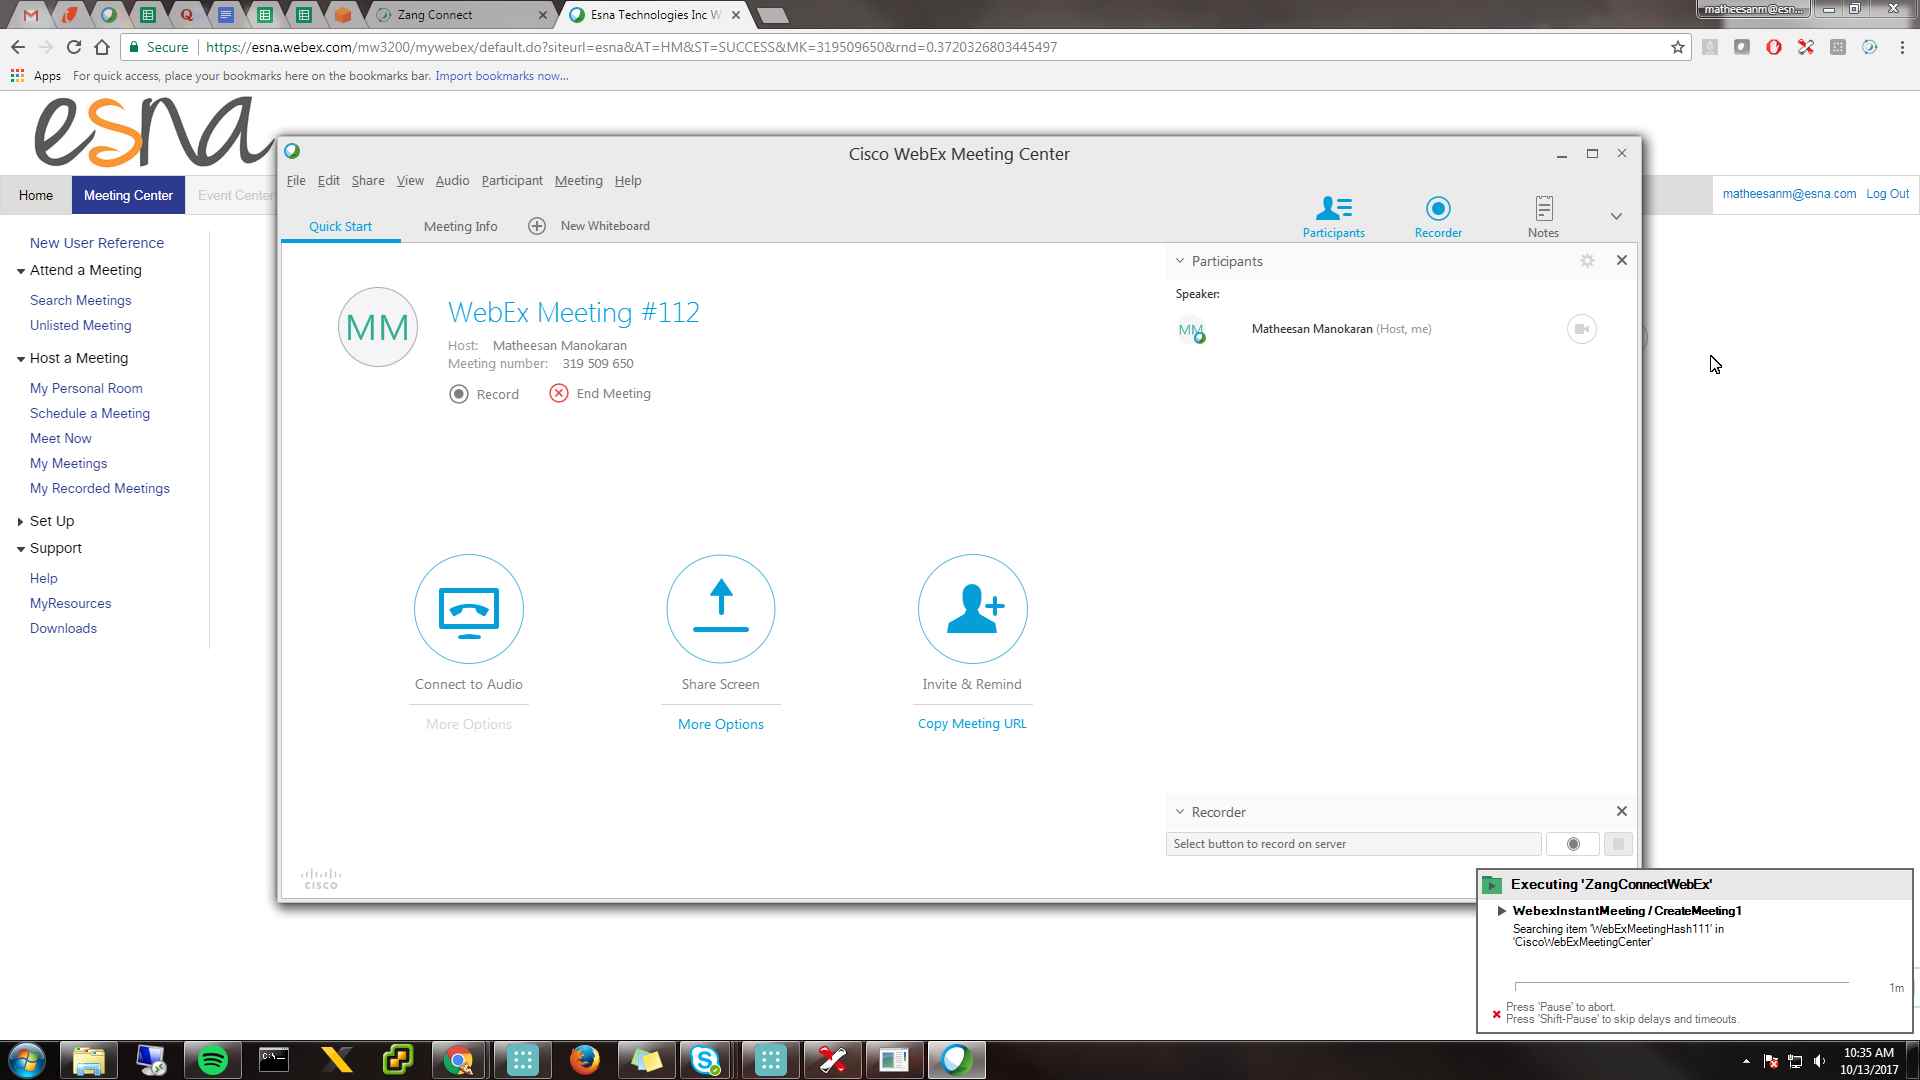 Zang Connect
Esna Technologies Inc W
matheesanm@esn...
Secure
https://esna.webex.com/mw3200/mywebex/default.do?siteurl=esna&AT=HM&ST=SUCCESS&MK=319509650&rnd=0.3720326803445497
Apps
For quick access, place your bookmarks here on the bookmarks bar.
Import bookmarks now...
esna
Home
Meeting Center
Event Center
matheesanm@esna.com
Log Out
New User Reference
Attend a Meeting
Search Meetings
Unlisted Meeting
Host a Meeting
My Personal Room
Schedule a Meeting
Meet Now
My Meetings
My Recorded Meetings
Set Up
Support
Help
MyResources
Downloads
Cisco WebEx Meeting Center
File Edit Share View Audio Participant Meeting Help
Quick Start
Meeting Info
New Whiteboard
Participants
Recorder
Notes
MM
WebEx Meeting #112
Host: Matheesan Manokaran
Meeting number: 319 509 650
Record
End Meeting
Connect to Audio
More Options
Share Screen
More Options
Invite & Remind
Copy Meeting URL
CISCO
Participants
Speaker:
MM
Matheesan Manokaran (Host, me)
Recorder
Select button to record on server
Executing 'ZangConnectWebEx'
WebexInstantMeeting / CreateMeeting1
Searching item 'WebExMeetingHash111' in
'CiscoWebExMeetingCenter'
1m
Press 'Pause' to abort.
Press 'Shift-Pause' to skip delays and timeouts.
10:35 AM
10/13/2017